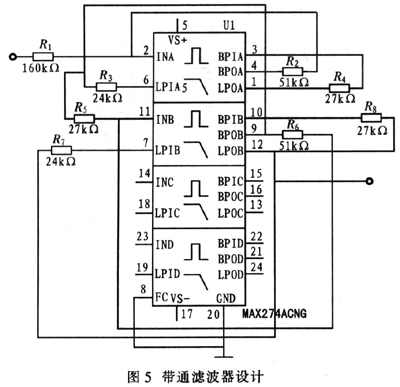 5
U1
VS+
R1
160kΩ
2
INA
BPIA
3
BPOA
4
R2
51kΩ
R3
24kΩ
6
LPIA5
LPOA
1
R4
27kΩ
R5
27kΩ
11
INB
BPIB
10
R8
27kΩ
BPOB
9
R6
51kΩ
R7
24kΩ
7
LPIB
LPOB
12
14
INC
BPIC
15
BPOC
16
18
LPIC
LPOC
13
23
IND
BPID
22
BPOD
21
19
LPID
LPOD
24
8
FC
VS-
GND
MAX274ACNG
17
20
图 5 带通滤波器设计